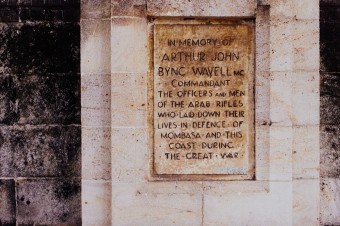 IN MEMORY OF
ARTHUR JOHN
BYNG WAVELL MC
COMMANDANT
THE OFFICERS AND MEN
OF THE ARAB RIFLES
WHO LAID DOWN THEIR
LIVES IN DEFENCE OF
MOMBASA AND THIS
COAST DURING
THE GREAT WAR